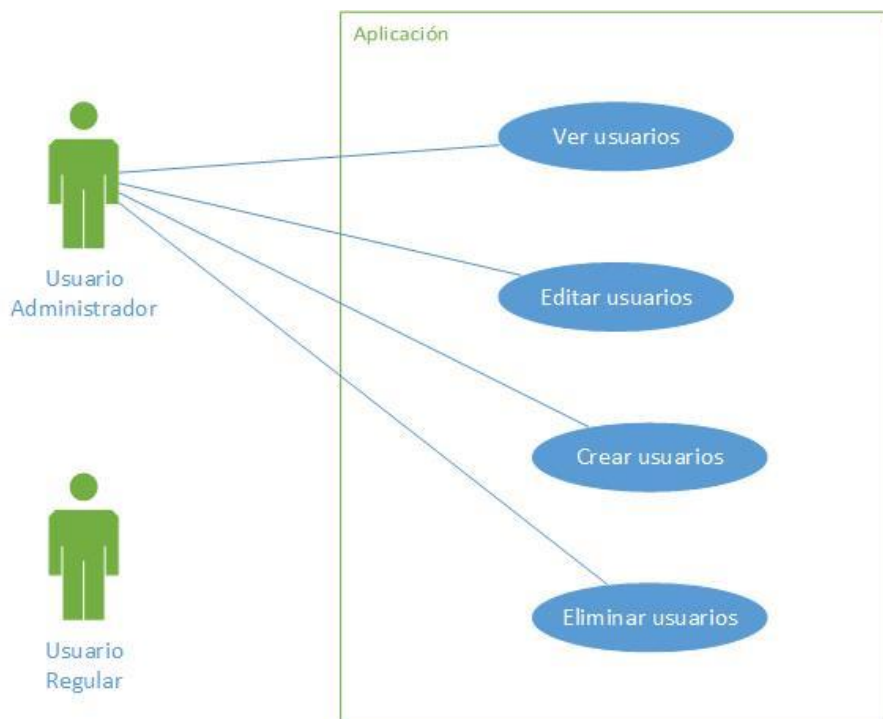 Aplicación
Ver usuarios
Usuario
Administrador
Editar usuarios
Crear usuarios
Usuario
Regular
Eliminar usuarios